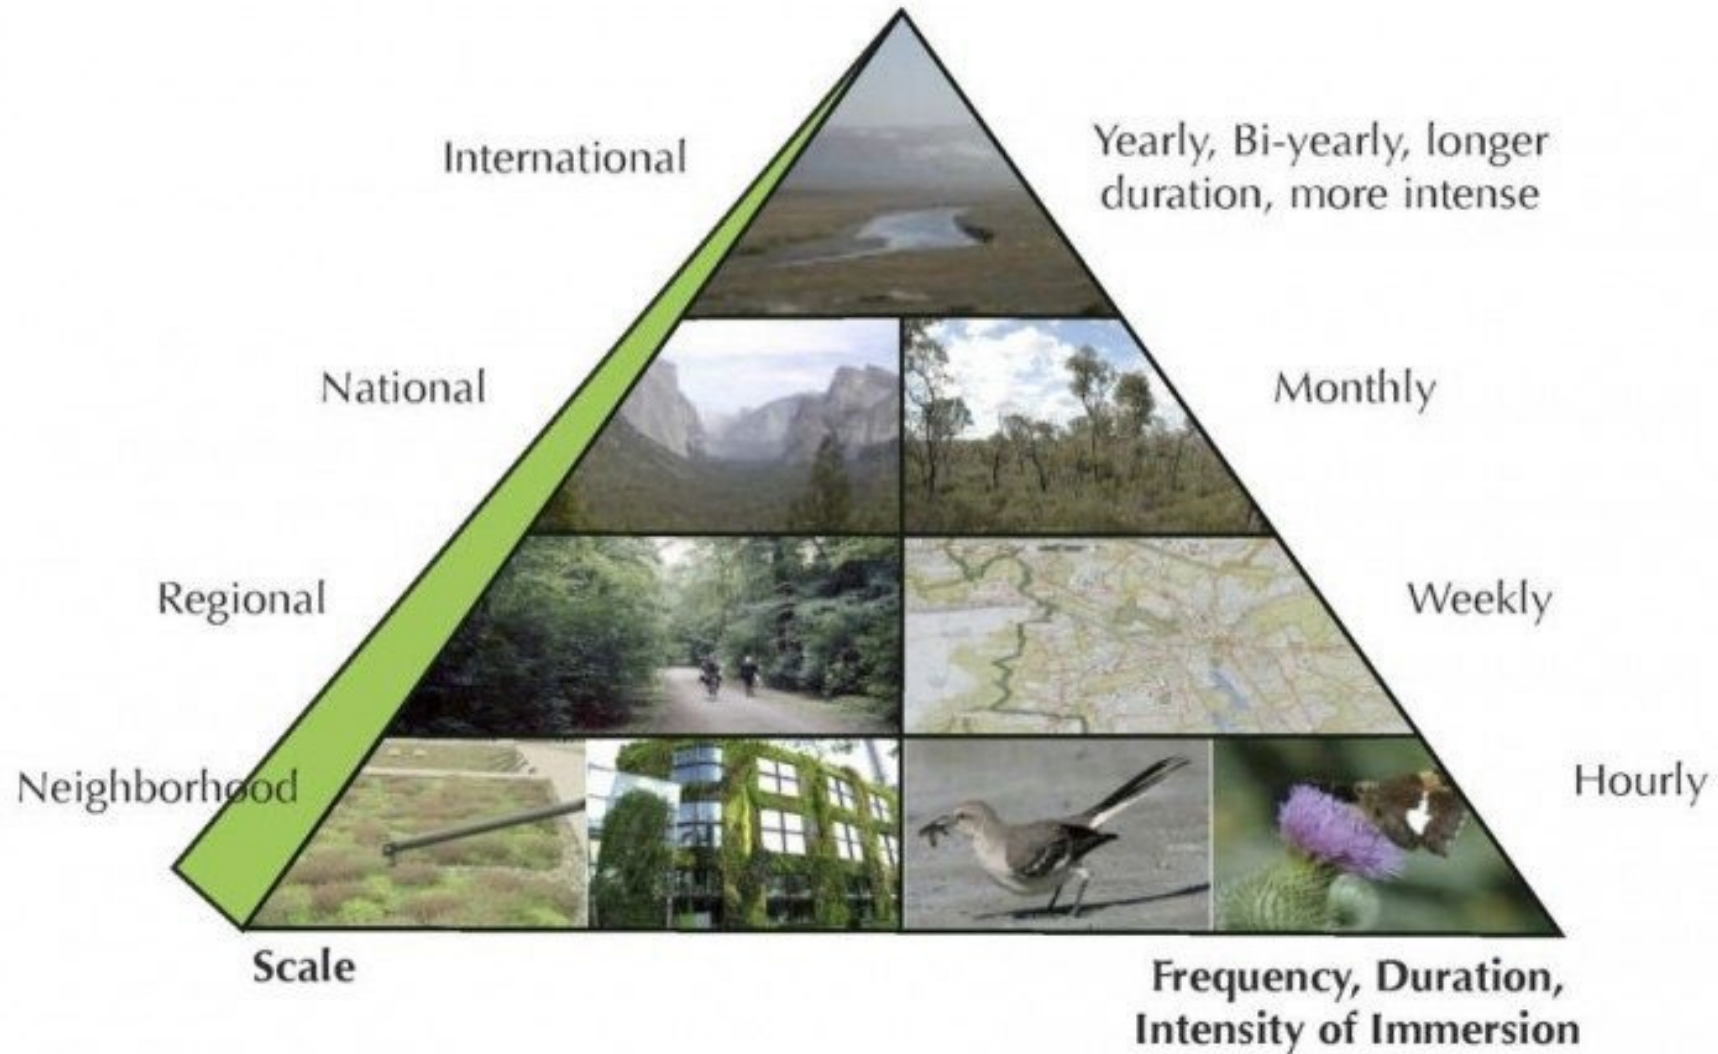 International
Yearly, Bi-yearly, longer
duration, more intense
National
Monthly
Regional
Weekly
Neighborhood
Hourly
Scale
Frequency, Duration,
Intensity of Immersion